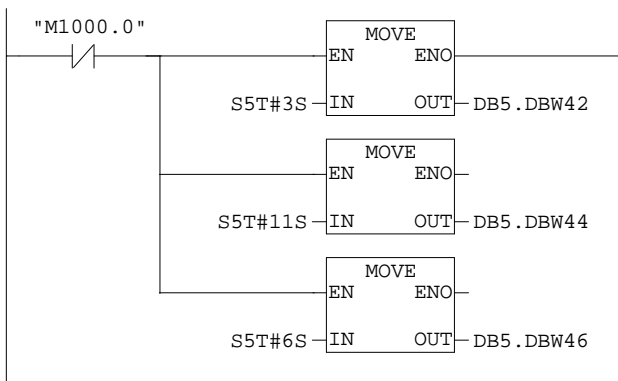 "M1000.0"
MOVE
EN ENO
S5T#3S IN OUT DB5.DBW42
MOVE
EN ENO
S5T#11S IN OUT DB5.DBW44
MOVE
EN ENO
S5T#6S IN OUT DB5.DBW46